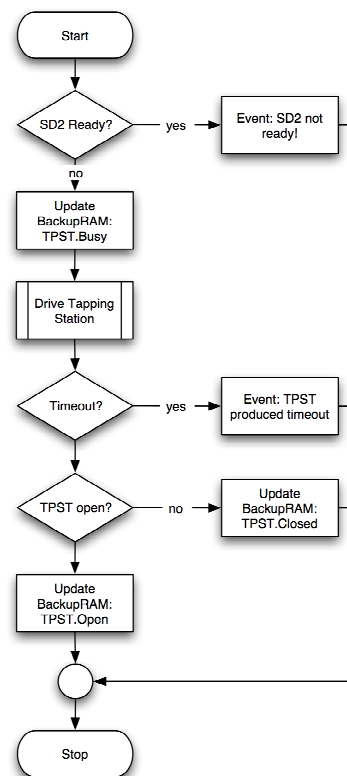 Start
SD2 Ready?
yes
Event: SD2 not
ready!
no
Update
BackupRAM:
TPST.Busy
Drive Tapping
Station
Timeout?
yes
Event: TPST
produced timeout
TPST open?
no
Update
BackupRAM:
TPST.Closed
Update
BackupRAM:
TPST.Open
Stop